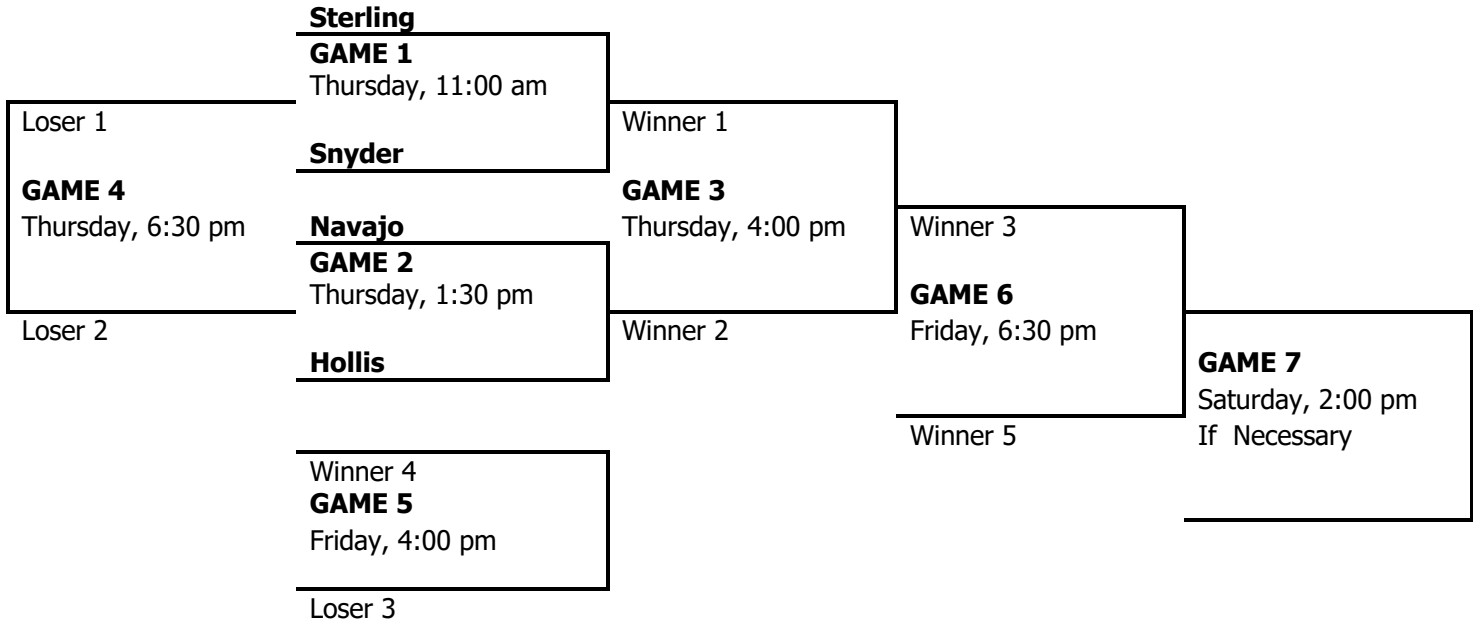 Sterling
GAME 1
Thursday, 11:00 am
Loser 1
Winner 1
Snyder
GAME 4
GAME 3
Thursday, 6:30 pm
Navajo
Thursday, 4:00 pm
Winner 3
GAME 2
Thursday, 1:30 pm
GAME 6
Loser 2
Winner 2
Friday, 6:30 pm
Hollis
GAME 7
Saturday, 2:00 pm
Winner 5
If Necessary
Winner 4
GAME 5
Friday, 4:00 pm
Loser 3